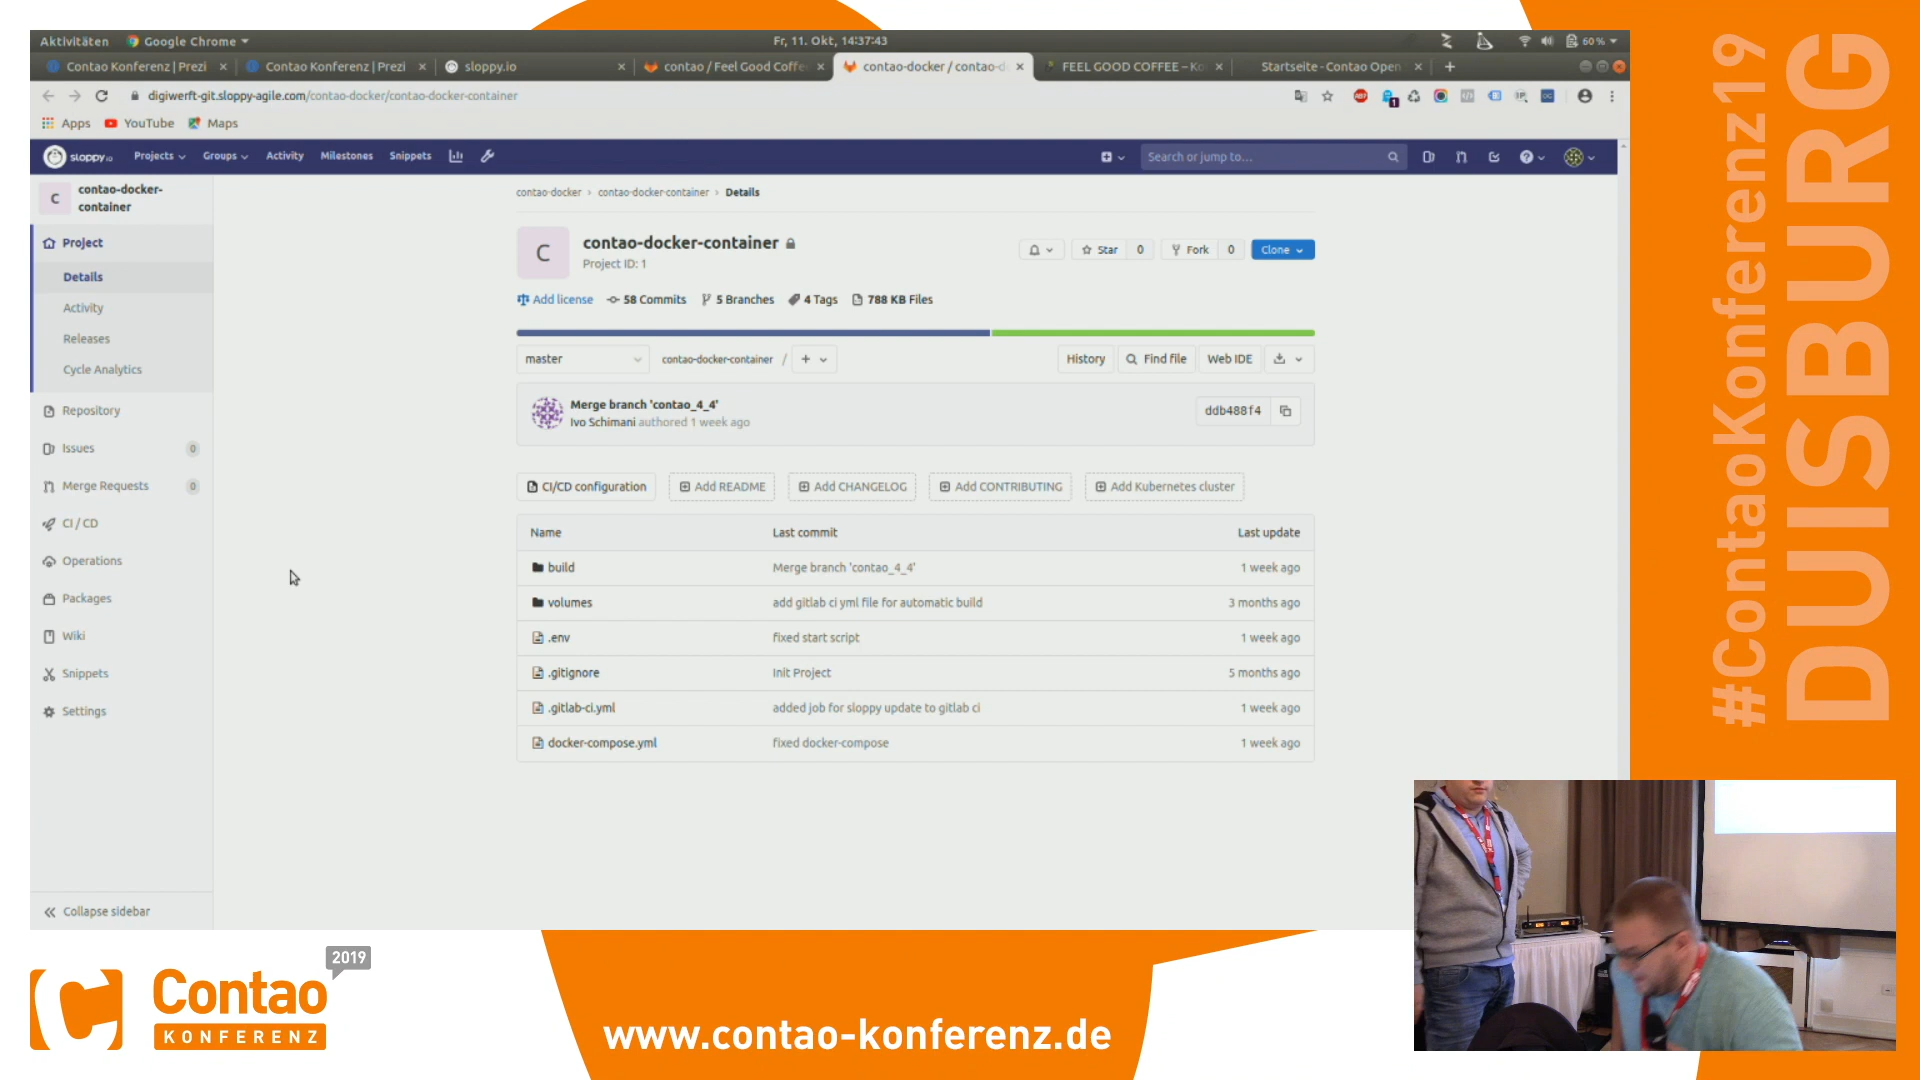 Aktivitäten
Google Chrome
Fr, 11. Okt, 14:37:43
60 %
Contao Konferenz | Prezi
Contao Konferenz | Prezi
sloppy.io
contao / Feel Good Coffe
contao-docker / contao-d
FEEL GOOD COFFEE – Ko
Startseite - Contao Open
digiwerft-git.sloppy-agile.com/contao-docker/contao-docker-container
Apps
YouTube
Maps
sloppy.io
Projects
Groups
Activity
Milestones
Snippets
Search or jump to...
C
contao-docker-
container
Project
Details
Activity
Releases
Cycle Analytics
Repository
Issues
0
Merge Requests
0
CI / CD
Operations
Packages
Wiki
Snippets
Settings
Collapse sidebar
contao-docker › contao-docker-container › Details
C
contao-docker-container
Project ID: 1
Star
0
Fork
0
Clone
Add license
58 Commits
5 Branches
4 Tags
788 KB Files
master
contao-docker-container /
+
History
Find file
Web IDE
Merge branch 'contao_4_4'
Ivo Schimani authored 1 week ago
ddb488f4
CI/CD configuration
Add README
Add CHANGELOG
Add CONTRIBUTING
Add Kubernetes cluster
Name
Last commit
Last update
build
Merge branch 'contao_4_4'
1 week ago
volumes
add gitlab ci yml file for automatic build
3 months ago
.env
fixed start script
1 week ago
.gitignore
Init Project
5 months ago
.gitlab-ci.yml
added job for sloppy update to gitlab ci
1 week ago
docker-compose.yml
fixed docker-compose
1 week ago
#ContaoKonferenz19
DUISBURG
2019
Contao
KONFERENZ
www.contao-konferenz.de